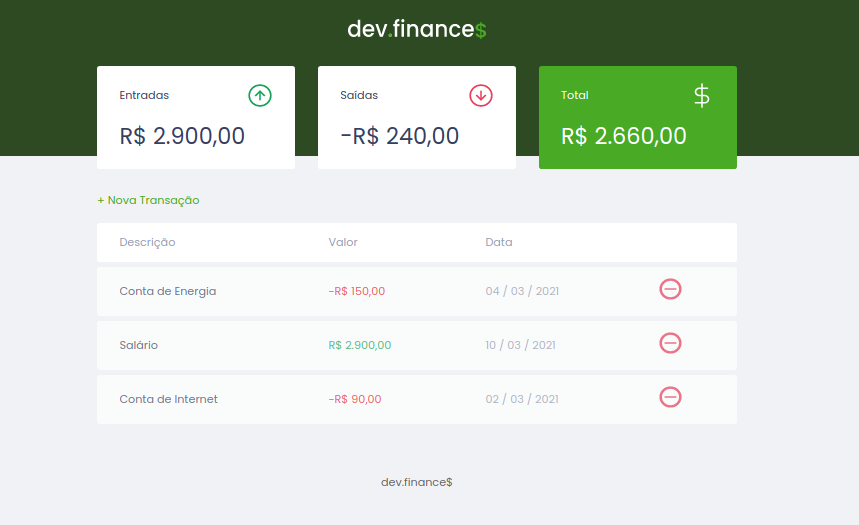 dev.finance$
Entradas
R$ 2.900,00
Saídas
-R$ 240,00
Total
$
R$ 2.660,00
+ Nova Transação
Descrição Valor Data
Conta de Energia -R$ 150,00 04 / 03 / 2021
Salário R$ 2.900,00 10 / 03 / 2021
Conta de Internet -R$ 90,00 02 / 03 / 2021
dev.finance$